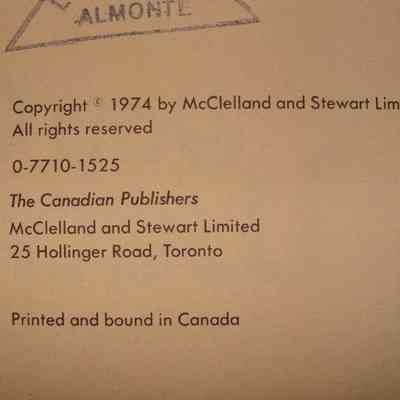 ALMONTE
Copyright © 1974 by McClelland and Stewart Lim
All rights reserved
0-7710-1525
The Canadian Publishers
McClelland and Stewart Limited
25 Hollinger Road, Toronto
Printed and bound in Canada